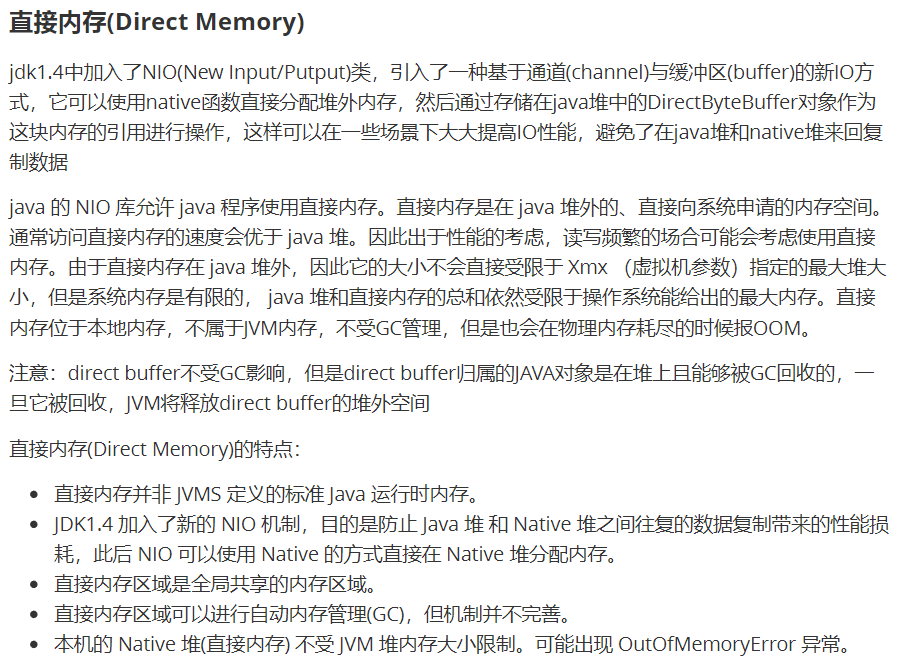 直接内存(Direct Memory)
jdk1.4中加入了NIO(New Input/Putput)类，引入了一种基于通道(channel)与缓冲区(buffer)的新IO方
式，它可以使用native函数直接分配堆外内存，然后通过存储在java堆中的DirectByteBuffer对象作为
这块内存的引用进行操作，这样可以在一些场景下大大提高IO性能，避免了在java堆和native堆来回复
制数据
java 的 NIO 库允许 java 程序使用直接内存。直接内存是在 java 堆外的、直接向系统申请的内存空间。
通常访问直接内存的速度会优于 java 堆。因此出于性能的考虑，读写频繁的场合可能会考虑使用直接
内存。由于直接内存在 java 堆外，因此它的大小不会直接受限于 Xmx （虚拟机参数）指定的最大堆大
小，但是系统内存是有限的， java 堆和直接内存的总和依然受限于操作系统能给出的最大内存。直接
内存位于本地内存，不属于JVM内存，不受GC管理，但是也会在物理内存耗尽的时候报OOM。
注意：direct buffer不受GC影响，但是direct buffer归属的JAVA对象是在堆上且能够被GC回收的，一
旦它被回收，JVM将释放direct buffer的堆外空间
直接内存(Direct Memory)的特点：
• 直接内存并非 JVMS 定义的标准 Java 运行时内存。
• JDK1.4 加入了新的 NIO 机制，目的是防止 Java 堆 和 Native 堆之间往复的数据复制带来的性能损
耗，此后 NIO 可以使用 Native 的方式直接在 Native 堆分配内存。
• 直接内存区域是全局共享的内存区域。
• 直接内存区域可以进行自动内存管理(GC)，但机制并不完善。
• 本机的 Native 堆(直接内存) 不受 JVM 堆内存大小限制。可能出现 OutOfMemoryError 异常。